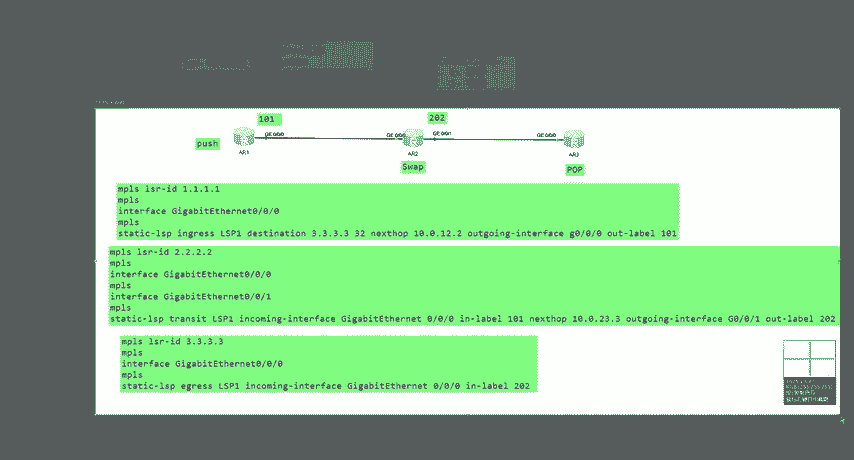 101
202
GE 0/0/0
GE 0/0/0
GE 0/0/1
GE 0/0/0
push
AR1
AR2
AR3
Swap
POP
mpls lsr-id 1.1.1.1
mpls
interface GigabitEthernet0/0/0
mpls
static-lsp ingress LSP1 destination 3.3.3.3 32 nexthop 10.0.12.2 outgoing-interface g0/0/0 out-label 101
mpls lsr-id 2.2.2.2
mpls
interface GigabitEthernet0/0/0
mpls
interface GigabitEthernet0/0/1
mpls
static-lsp transit LSP1 incoming-interface GigabitEthernet 0/0/0 in-label 101 nexthop 10.0.23.3 outgoing-interface G0/0/1 out-label 202
mpls lsr-id 3.3.3.3
mpls
interface GigabitEthernet0/0/0
mpls
static-lsp egress LSP1 incoming-interface GigabitEthernet 0/0/0 in-label 202